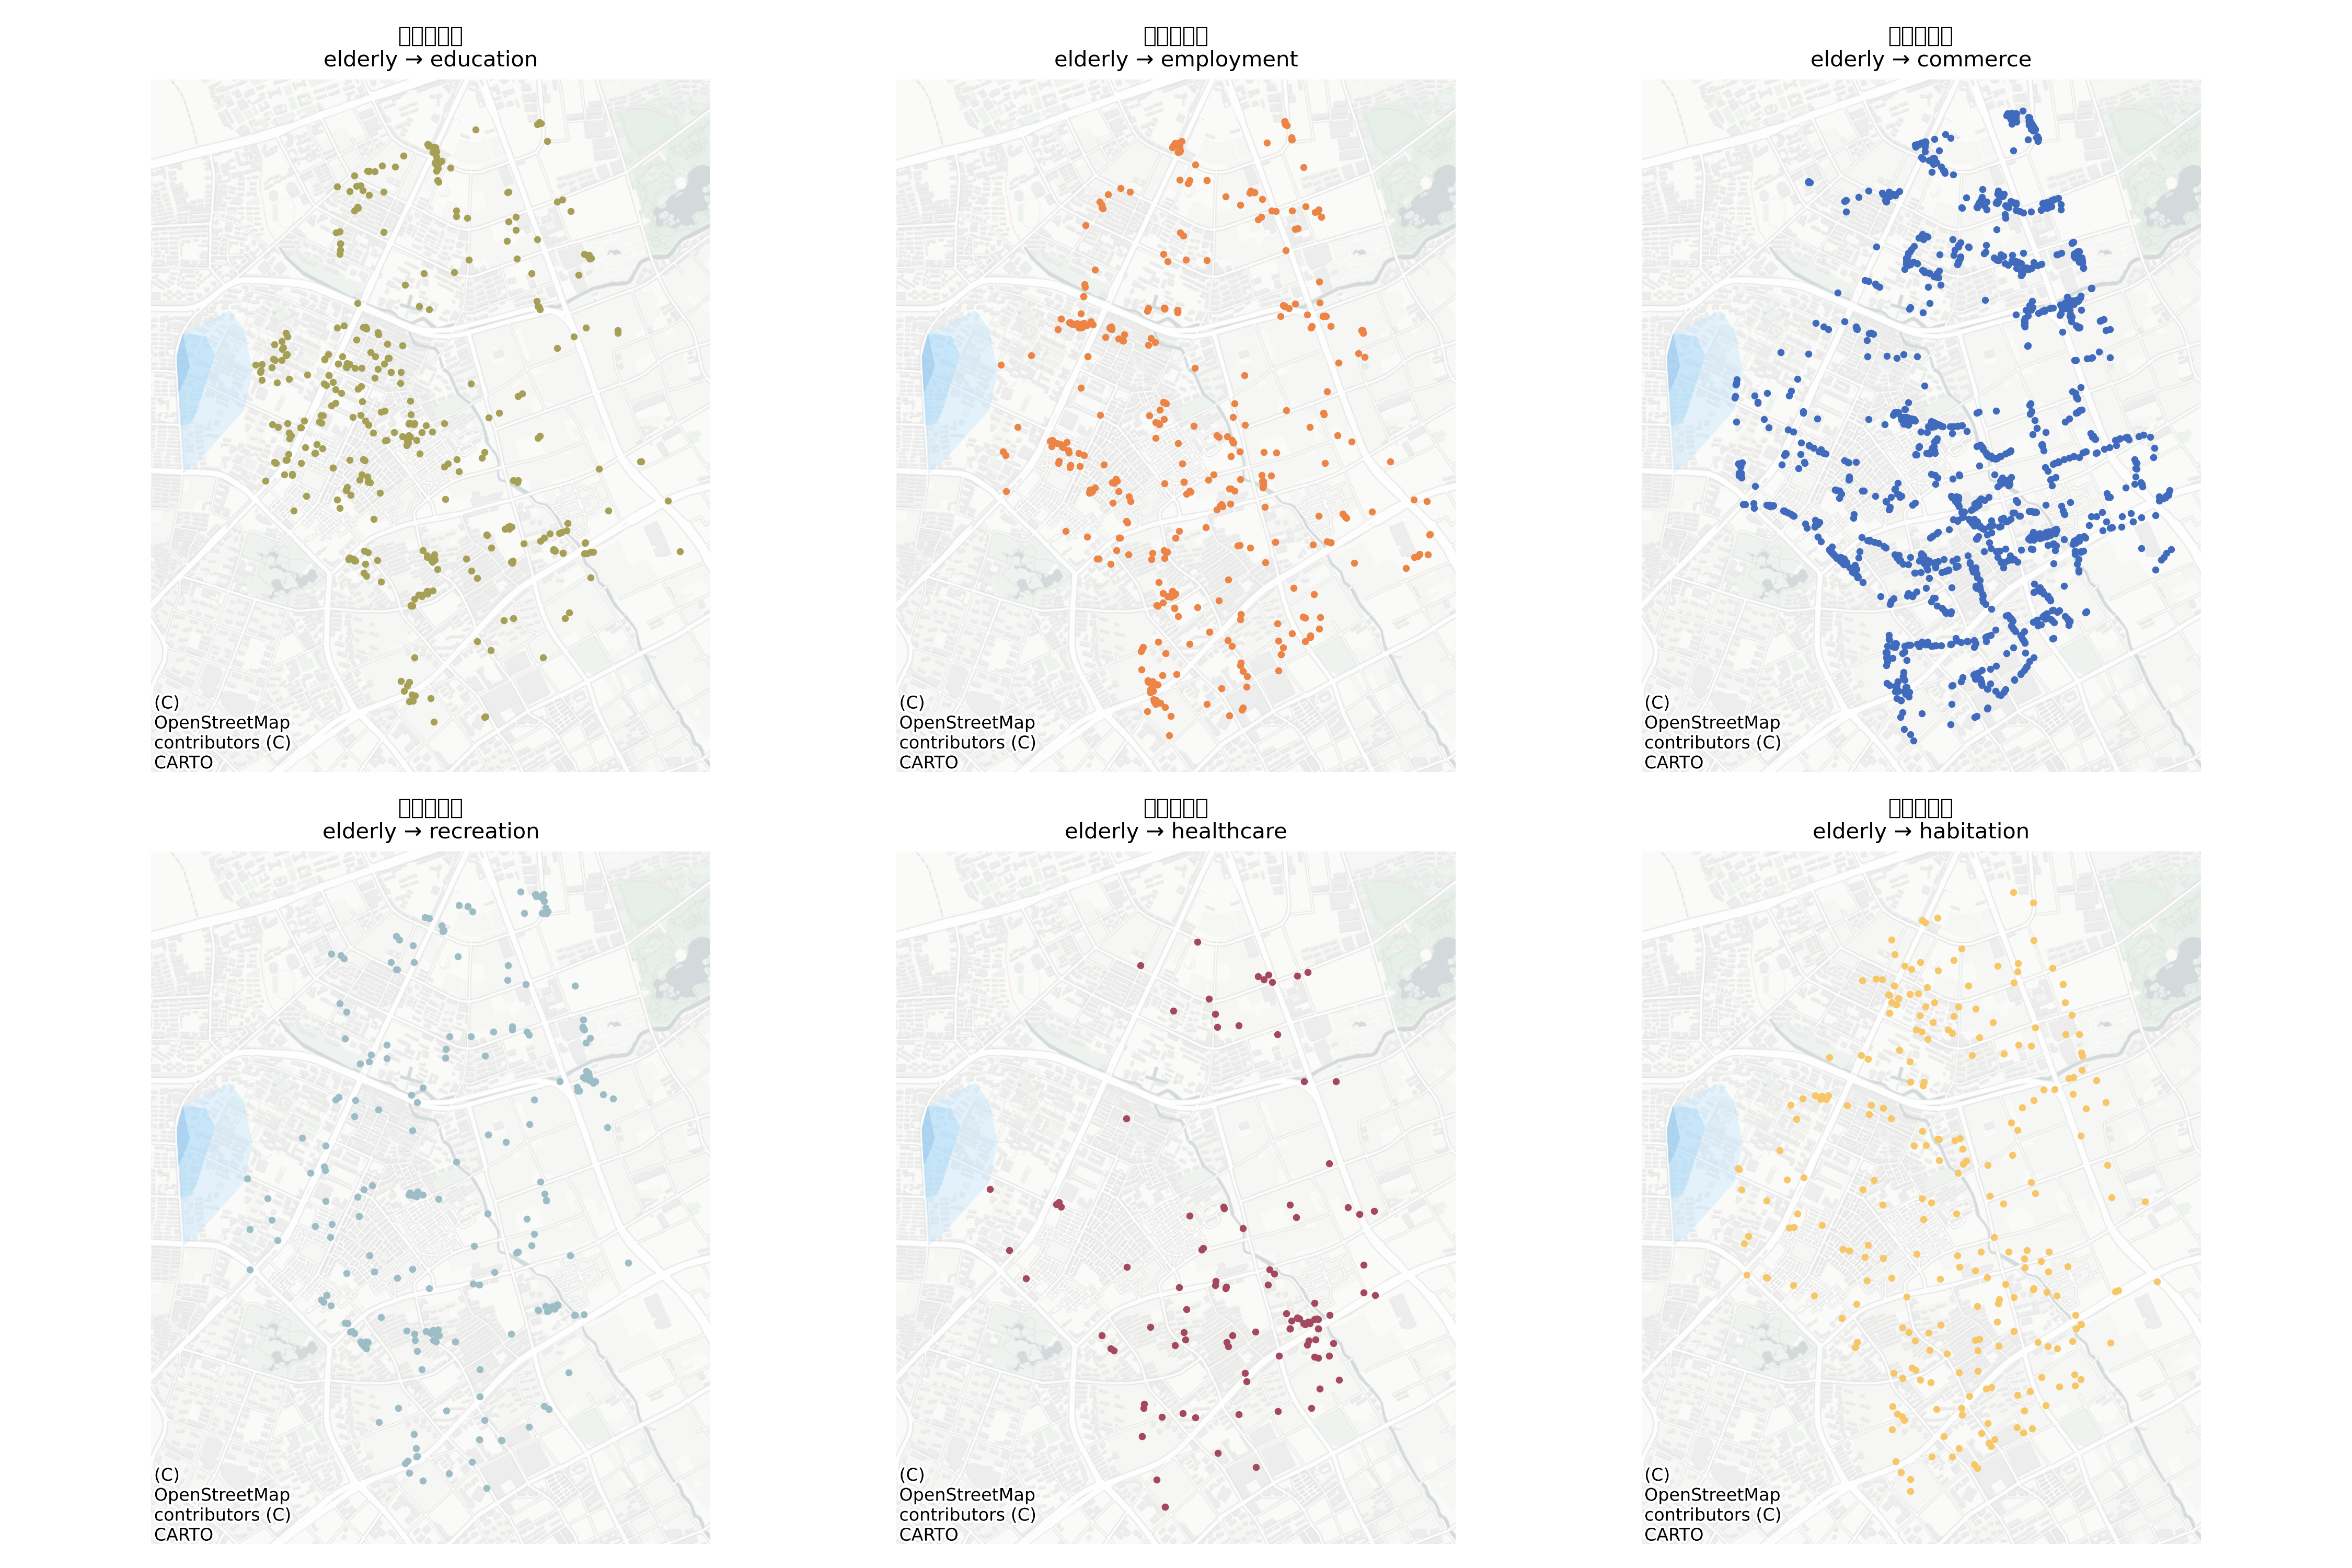 elderly → education
elderly → employment
elderly → commerce
(C)
OpenStreetMap
contributors (C)
CARTO
(C)
OpenStreetMap
contributors (C)
CARTO
(C)
OpenStreetMap
contributors (C)
CARTO
elderly → recreation
elderly → healthcare
elderly → habitation
(C)
OpenStreetMap
contributors (C)
CARTO
(C)
OpenStreetMap
contributors (C)
CARTO
(C)
OpenStreetMap
contributors (C)
CARTO